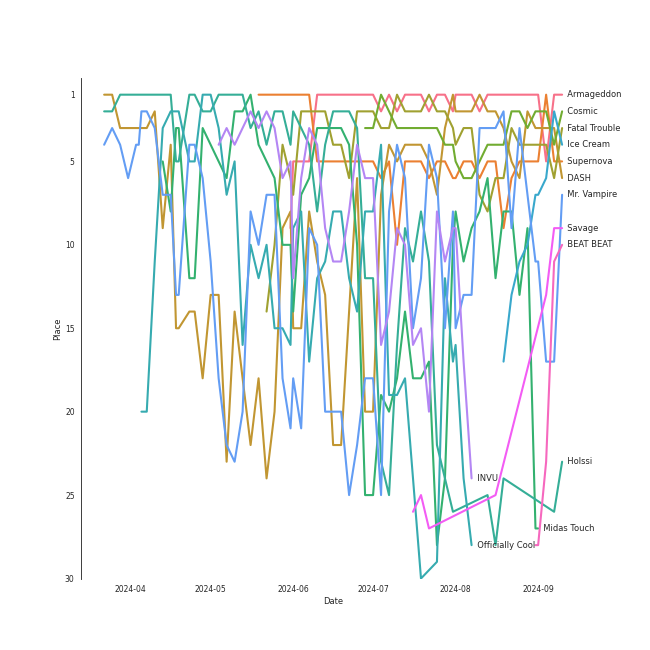 1
5
10
15
20
25
30
Place
2024-04
2024-05
2024-06
2024-07
2024-08
2024-09
Date
Armageddon
Cosmic
Fatal Trouble
Ice Cream
Supernova
DASH
Mr. Vampire
Savage
BEAT BEAT
Holssi
INVU
Midas Touch
Officially Cool